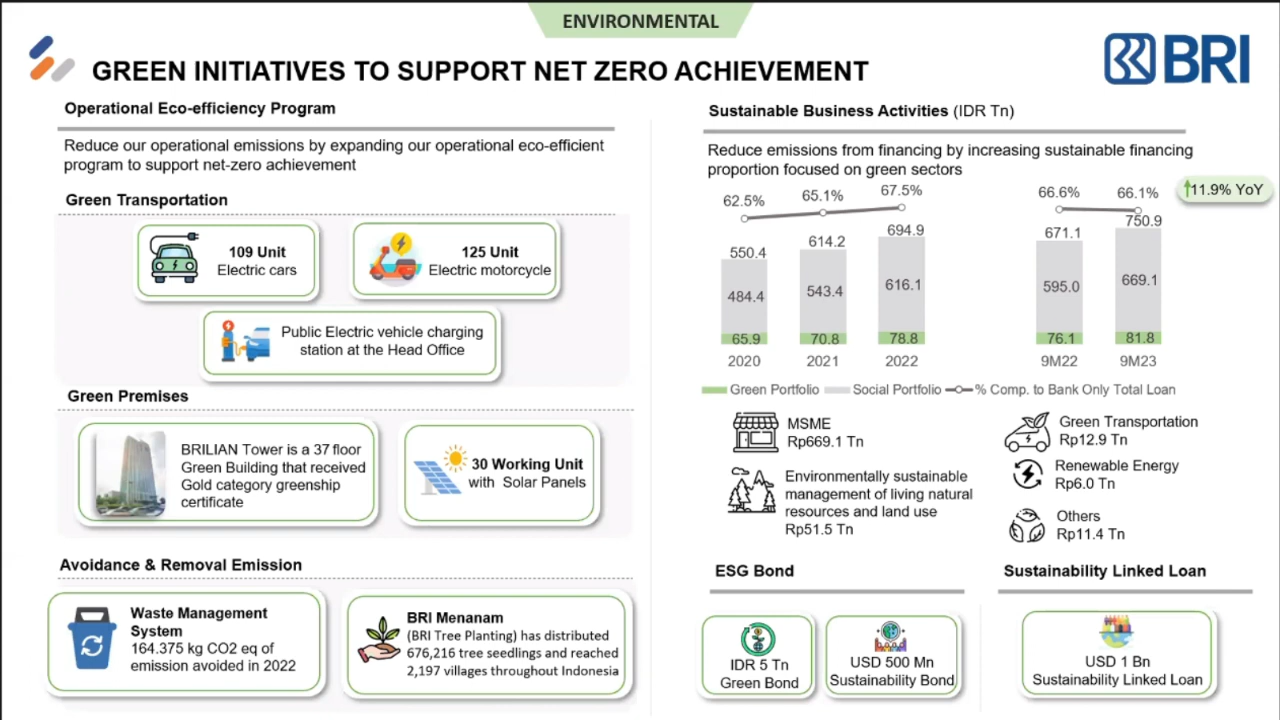 ENVIRONMENTAL
GREEN INITIATIVES TO SUPPORT NET ZERO ACHIEVEMENT
BRI
Operational Eco-efficiency Program
Reduce our operational emissions by expanding our operational eco-efficient
program to support net-zero achievement
Green Transportation
109 Unit
Electric cars
125 Unit
Electric motorcycle
Public Electric vehicle charging
station at the Head Office
Green Premises
BRILIAN Tower is a 37 floor
Green Building that received
Gold category greenship
certificate
30 Working Unit
with Solar Panels
Avoidance & Removal Emission
Waste Management
System
164.375 kg CO2 eq of
emission avoided in 2022
BRI Menanam
(BRI Tree Planting) has distributed
676,216 tree seedlings and reached
2,197 villages throughout Indonesia
Sustainable Business Activities (IDR Tn)
Reduce emissions from financing by increasing sustainable financing
proportion focused on green sectors
11.9% YoY
62.5% 65.1% 67.5% 66.6% 66.1%
550.4 614.2 694.9 671.1 750.9
484.4 543.4 616.1 595.0 669.1
65.9 70.8 78.8 76.1 81.8
2020 2021 2022 9M22 9M23
Green Portfolio Social Portfolio % Comp. to Bank Only Total Loan
MSME
Rp669.1 Tn
Environmentally sustainable
management of living natural
resources and land use
Rp51.5 Tn
Green Transportation
Rp12.9 Tn
Renewable Energy
Rp6.0 Tn
Others
Rp11.4 Tn
ESG Bond
IDR 5 Tn
Green Bond
USD 500 Mn
Sustainability Bond
Sustainability Linked Loan
USD 1 Bn
Sustainability Linked Loan